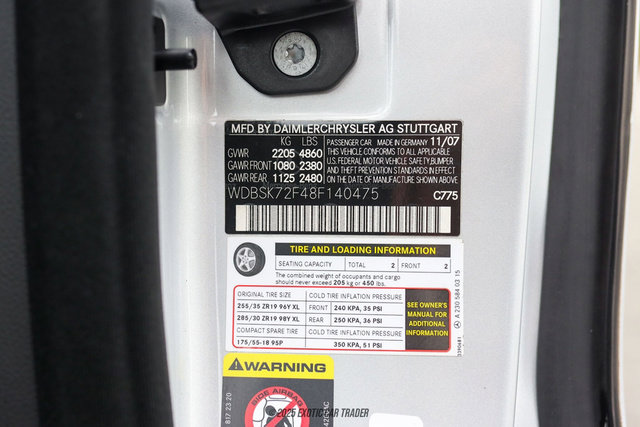 MFD BY DAIMLERCHRYSLER AG STUTTGART
KG LBS
GVWR 2205 4860
GAWR FRONT 1080 2380
GAWR REAR 1125 2480
PASSENGER CAR MADE IN GERMANY 11/07
THIS VEHICLE CONFORMS TO ALL APPLICABLE
U.S. FEDERAL MOTOR VEHICLE SAFETY, BUMPER
AND THEFT PREVENTION STANDARDS IN EFFECT
ON THE DATE OF MANUFACTURE SHOWN ABOVE
WDBSK72F48F140475 C775
TIRE AND LOADING INFORMATION
SEATING CAPACITY TOTAL 2 FRONT 2
The combined weight of occupants and cargo
should never exceed 205 kg or 450 lbs.
ORIGINAL TIRE SIZE COLD TIRE INFLATION PRESSURE
255/35 ZR19 96Y XL FRONT 240 KPA, 35 PSI
285/30 ZR19 98Y XL REAR 250 KPA, 36 PSI
COMPACT SPARE TIRE COLD TIRE INFLATION PRESSURE
175/55-18 95P 350 KPA, 51 PSI
SEE OWNER'S
MANUAL FOR
ADDITIONAL
INFORMATION
A 230 584 03 15
WARNING
SIDE AIRBAG
817 23 20
©2025 EXOTIC CAR TRADER